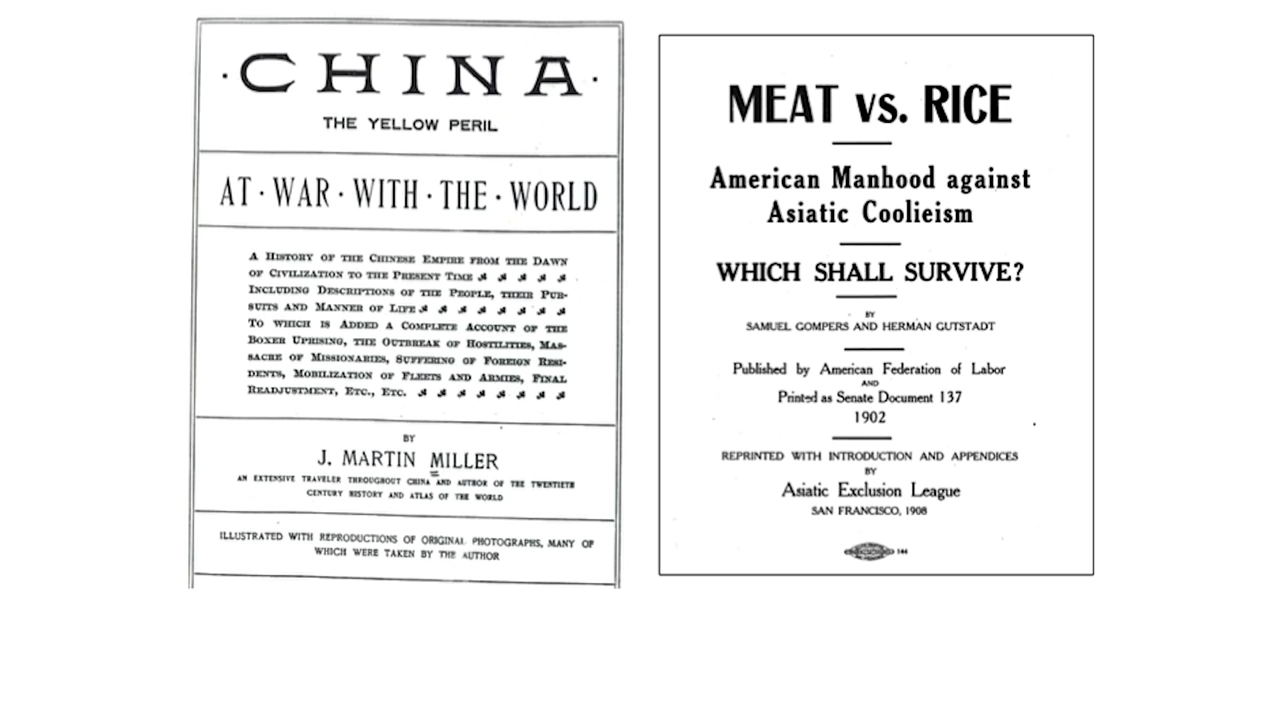 ·CHINA·
THE YELLOW PERIL
AT·WAR·WITH·THE·WORLD
A History of the Chinese Empire from the Dawn
of Civilization to the Present Time
Including Descriptions of the People, their Pur-
suits and Manner of Life
To which is Added a Complete Account of the
Boxer Uprising, the Outbreak of Hostilities, Mas-
sacre of Missionaries, Suffering of Foreign Resi-
dents, Mobilization of Fleets and Armies, Final
Readjustment, Etc., Etc.
BY
J. MARTIN MILLER
AN EXTENSIVE TRAVELER THROUGHOUT CHINA AND AUTHOR OF THE TWENTIETH
CENTURY HISTORY AND ATLAS OF THE WORLD
ILLUSTRATED WITH REPRODUCTIONS OF ORIGINAL PHOTOGRAPHS, MANY OF
WHICH WERE TAKEN BY THE AUTHOR
MEAT vs. RICE
American Manhood against
Asiatic Coolieism
WHICH SHALL SURVIVE?
BY
SAMUEL GOMPERS AND HERMAN GUTSTADT
Published by American Federation of Labor
AND
Printed as Senate Document 137
1902
REPRINTED WITH INTRODUCTION AND APPENDICES
BY
Asiatic Exclusion League
SAN FRANCISCO, 1908
144